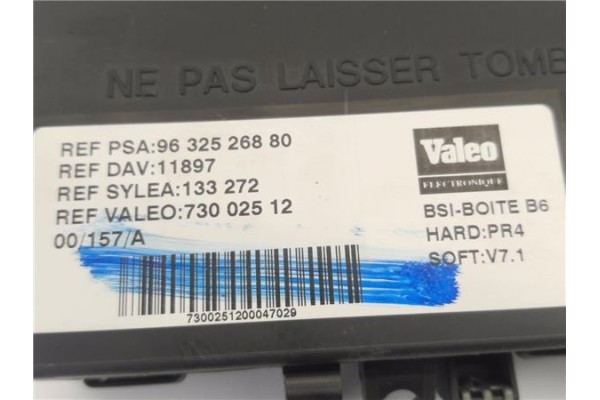 NE PAS LAISSER TOMB
REF PSA:96 325 268 80
REF DAV:11897
REF SYLEA:133 272
REF VALEO:730 025 12
00/157/A
7300251200047029
Valeo
ELECTRONIQUE
BSI-BOITE B6
HARD:PR4
SOFT:V7.1